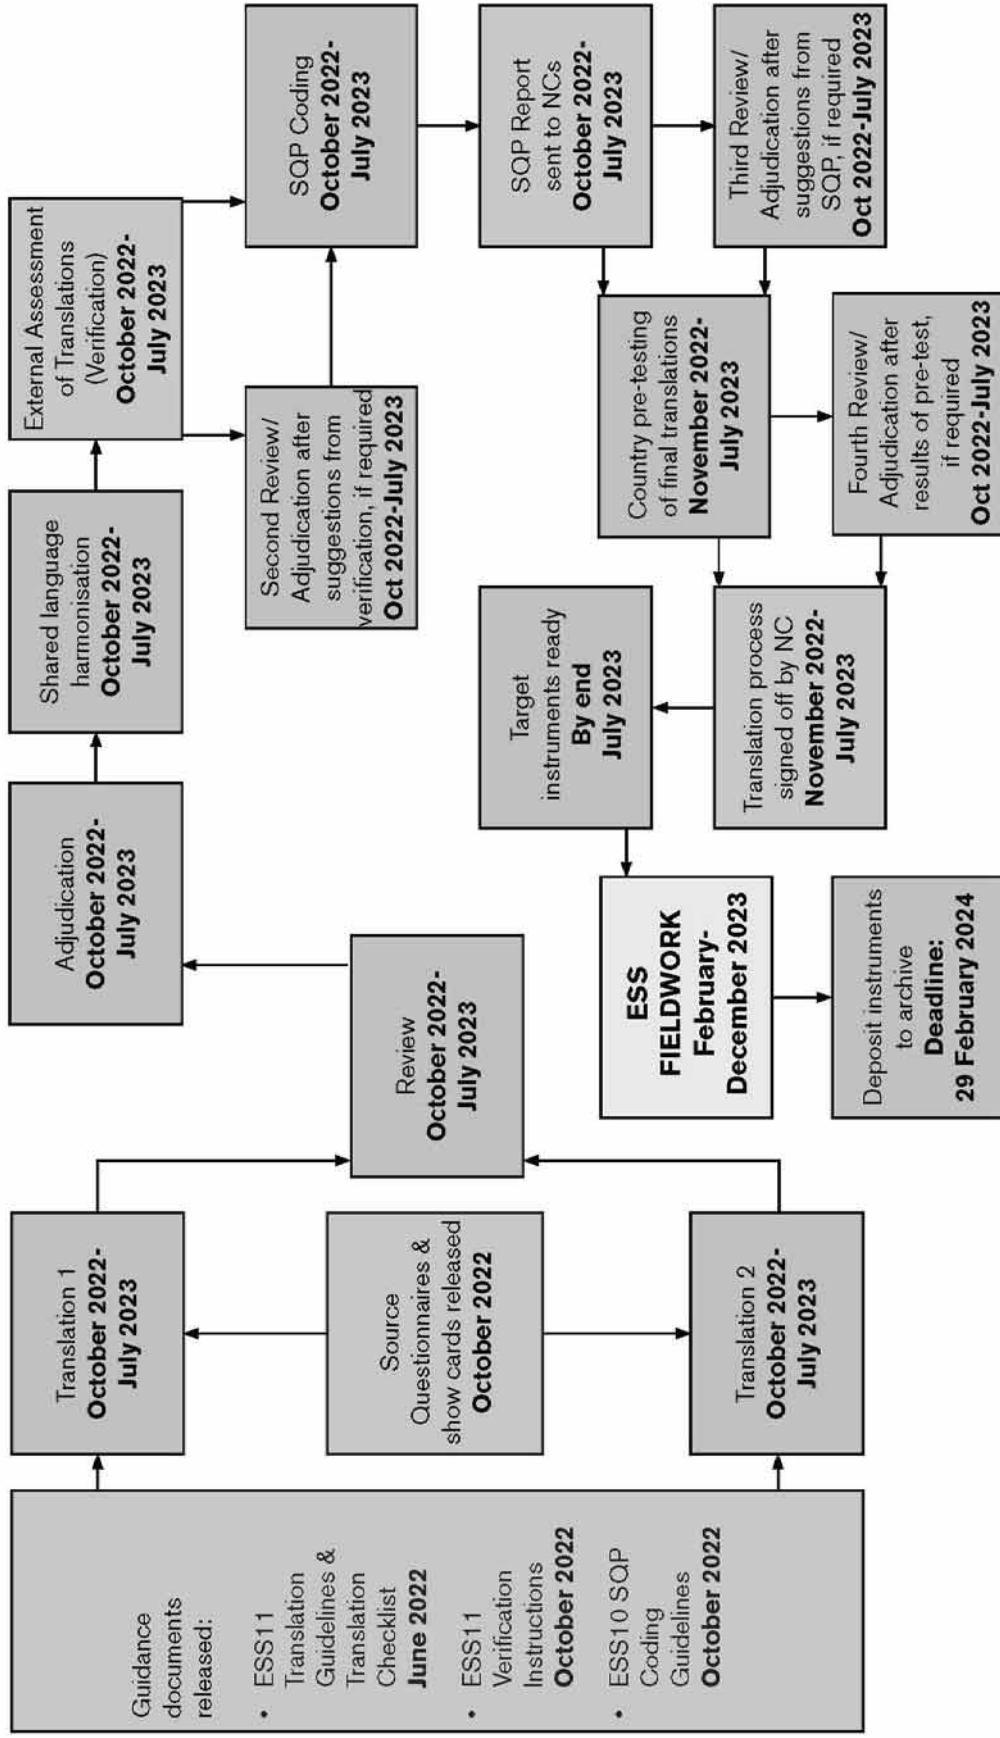 Guidance
documents
released:
• ESS11
Translation
Guidelines &
Translation
Checklist
June 2022
• ESS11
Verification
Instructions
October 2022
• ESS10 SQP
Coding
Guidelines
October 2022
Translation 1
October 2022-
July 2023
Source
Questionnaires &
show cards released
October 2022
Translation 2
October 2022-
July 2023
Review
October 2022-
July 2023
Adjudication
October 2022-
July 2023
Shared language
harmonisation
October 2022-
July 2023
External Assessment
of Translations
(Verification)
October 2022-
July 2023
Second Review/
Adjudication after
suggestions from
verification, if required
Oct 2022-July 2023
SQP Coding
October 2022-
July 2023
SQP Report
sent to NCs
October 2022-
July 2023
Third Review/
Adjudication after
suggestions from
SQP, if required
Oct 2022-July 2023
Country pre-testing
of final translations
November 2022-
July 2023
Fourth Review/
Adjudication after
results of pre-test,
if required
Oct 2022-July 2023
Translation process
signed off by NC
November 2022-
July 2023
Target
instruments ready
By end
July 2023
ESS
FIELDWORK
February-
December 2023
Deposit instruments
to archive
Deadline:
29 February 2024